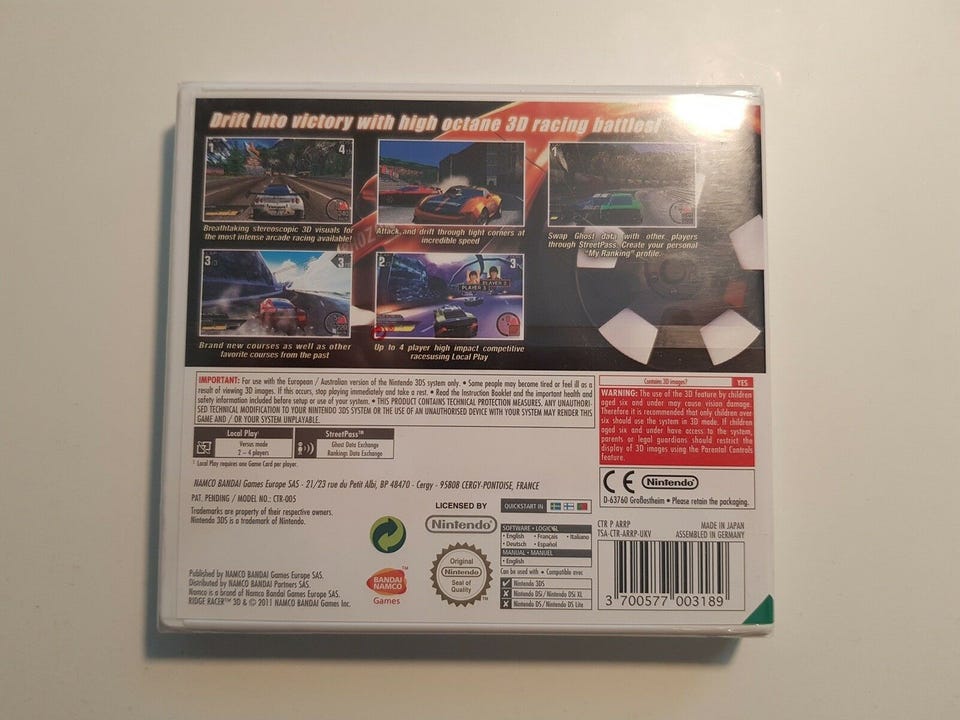 Drift into victory with high octane 3D racing battles!
Breathtaking stereoscopic 3D visuals for
the most intense arcade racing available!
Attack and drift through tight corners at
incredible speed
Swap Ghost data with other players
through StreetPass. Create your personal
"My Ranking" profile.
Brand new courses as well as other
favorite courses from the past
PLAYER 3
PLAYER 2
Up to 4 player high impact competitive
racesusing Local Play
IMPORTANT: For use with the European / Australian version of the Nintendo 3DS system only. • Some people may become tired or feel ill as a
result of viewing 3D images. If this occurs, stop playing immediately and take a rest. • Read the Instruction Booklet and the important health and
safety information included before setup or use of your system. • THIS PRODUCT CONTAINS TECHNICAL PROTECTION MEASURES. ANY UNAUTHORI-
SED TECHNICAL MODIFICATION TO YOUR NINTENDO 3DS SYSTEM OR THE USE OF AN UNAUTHORISED DEVICE WITH YOUR SYSTEM MAY RENDER THIS
GAME AND / OR YOUR SYSTEM UNPLAYABLE.
Contains 3D images? YES
WARNING: The use of the 3D feature by children
aged six and under may cause vision damage.
Therefore it is recommended that only children over
six should use the system in 3D mode. If children
aged six and under have access to the system,
parents or legal guardians should restrict the
display of 3D images using the Parental Controls
feature.
Local Play¹
Versus mode
2 – 4 players
StreetPass™
Ghost Data Exchange
Rankings Data Exchange
¹ Local Play requires one Game Card per player.
CE Nintendo
D-63760 Großostheim • Please retain the packaging.
NAMCO BANDAI Games Europe SAS - 21/23 rue du Petit Albi, BP 48470 - Cergy - 95808 CERGY-PONTOISE, FRANCE
PAT. PENDING / MODEL NO.: CTR-005
Trademarks are property of their respective owners.
Nintendo 3DS is a trademark of Nintendo.
LICENSED BY
Nintendo
QUICKSTART IN
SOFTWARE • LOGICIEL
• English • Français • Italiano
• Deutsch • Español
MANUAL • MANUEL
• English
Can be used with • Compatible avec
Nintendo 3DS
Nintendo DSi / Nintendo DSi XL
Nintendo DS / Nintendo DS Lite
CTR P ARRP
TSA-CTR-ARRP-UKV
MADE IN JAPAN
ASSEMBLED IN GERMANY
3 700577 003189
Original
Nintendo
Seal of
Quality
TM
BANDAI
NAMCO
Games
Published by NAMCO BANDAI Games Europe SAS.
Distributed by NAMCO BANDAI Partners SAS.
Namco is a brand of Namco Bandai Games Europe SAS.
RIDGE RACER™ 3D & © 2011 NAMCO BANDAI Games Inc.